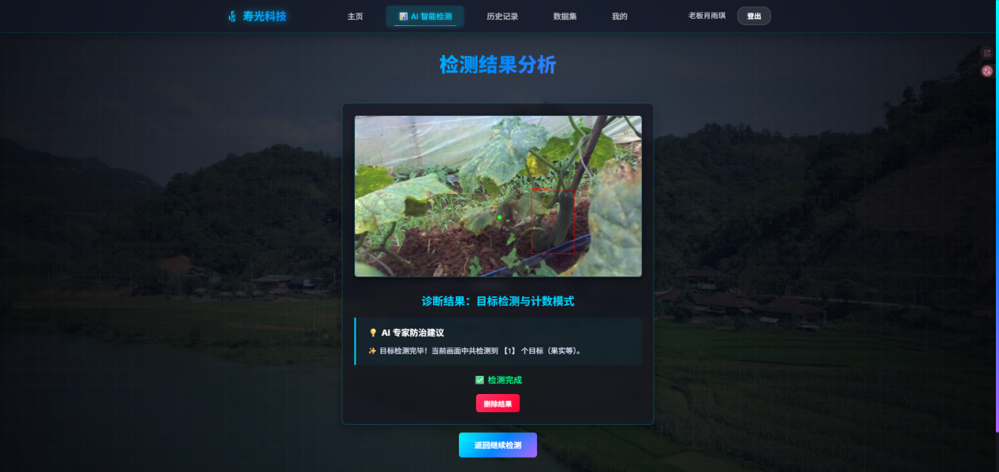 寿光科技
主页
AI 智能检测
历史记录
数据集
我的
老板肖雨琪
登出
检测结果分析
诊断结果：目标检测与计数模式
AI 专家防治建议
目标检测完毕！当前画面中共检测到 【1】 个目标（果实等）。
检测完成
删除结果
返回继续检测